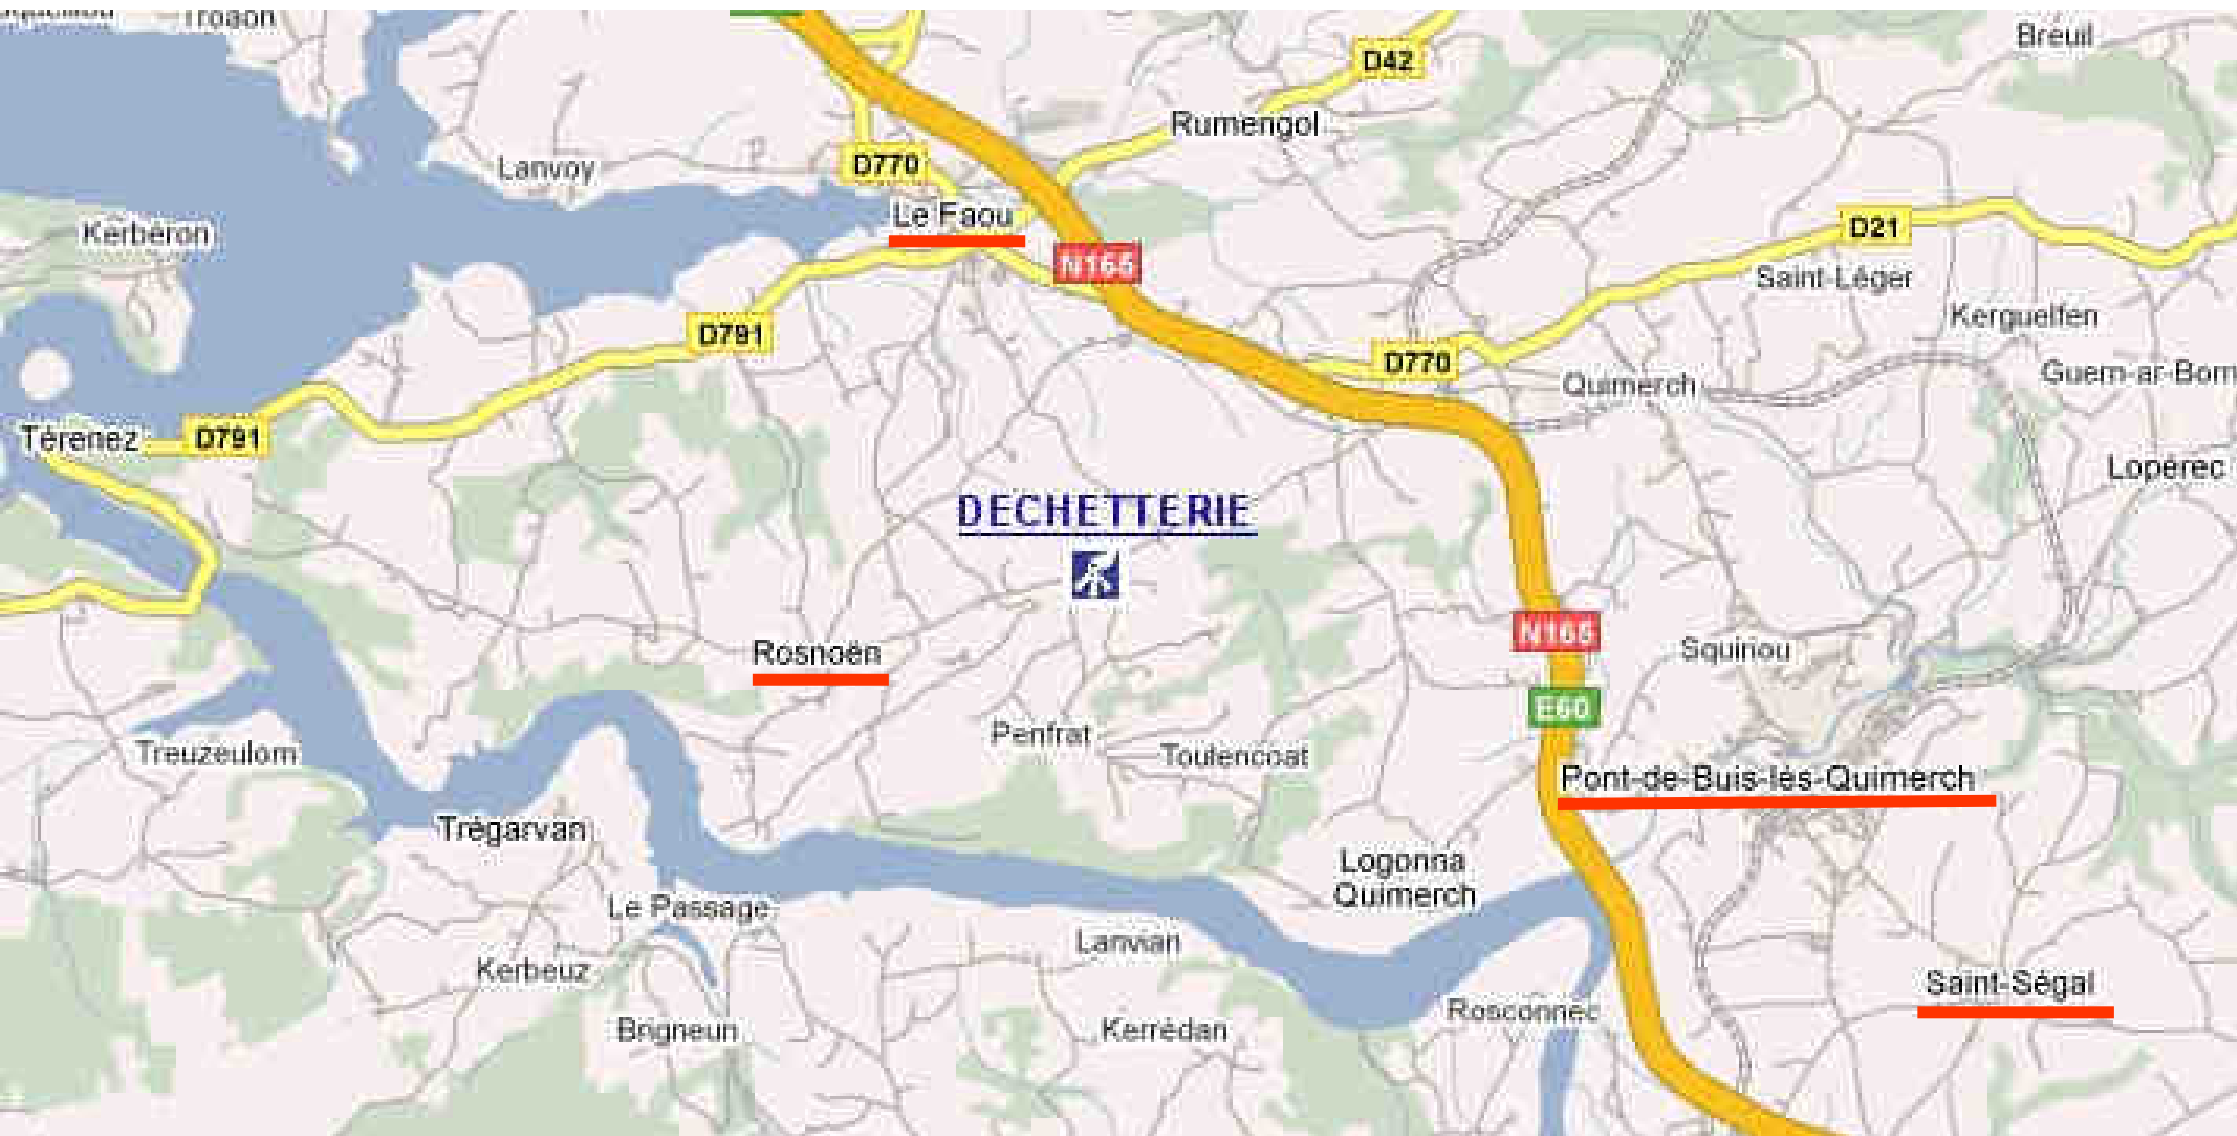 Troaon
Breuil
D42
Rumengol
Lanvoy
D770
Le Faou
D21
Kerbéron
N165
Saint-Léger
Kerguelfen
D791
D770
Quimerch
Guern-ar-Born
Térenez
D791
Lopérec
DECHETTERIE
N165
Squiriou
Rosnoën
E60
Penfrat
Toulencoat
Treuzeulom
Pont-de-Buis-lès-Quimerch
Trégarvan
Logonna
Quimerch
Le Passage
Lanvian
Kerbeuz
Saint-Ségal
Rosconnec
Brigneun
Kerrédan